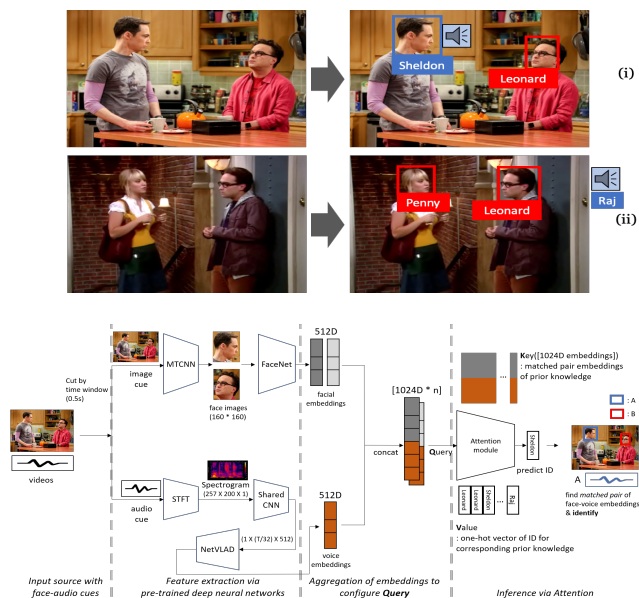 Sheldon
Leonard
(i)
Penny
Leonard
Raj
(ii)
Cut by
time window
(0.5s)
videos
image
cue
MTCNN
face images
(160 * 160)
FaceNet
512D
facial
embeddings
audio
cue
STFT
Spectrogram
(257 X 200 X 1)
Shared
CNN
NetVLAD
(1 X (T/32) X 512)
512D
voice
embeddings
concat
[1024D * n]
Query
Key([1024D embeddings])
: matched pair embeddings
of prior knowledge
...
Attention
module
Sheldon
predict ID
: A
: B
A
find matched pair of
face-voice embeddings
& identify
Leonard
Leonard
Sheldon
...
Raj
Value
: one-hot vector of ID for
corresponding prior knowledge
Input source with
face-audio cues
Feature extraction via
pre-trained deep neural networks
Aggregation of embeddings to
configure Query
Inference via Attention